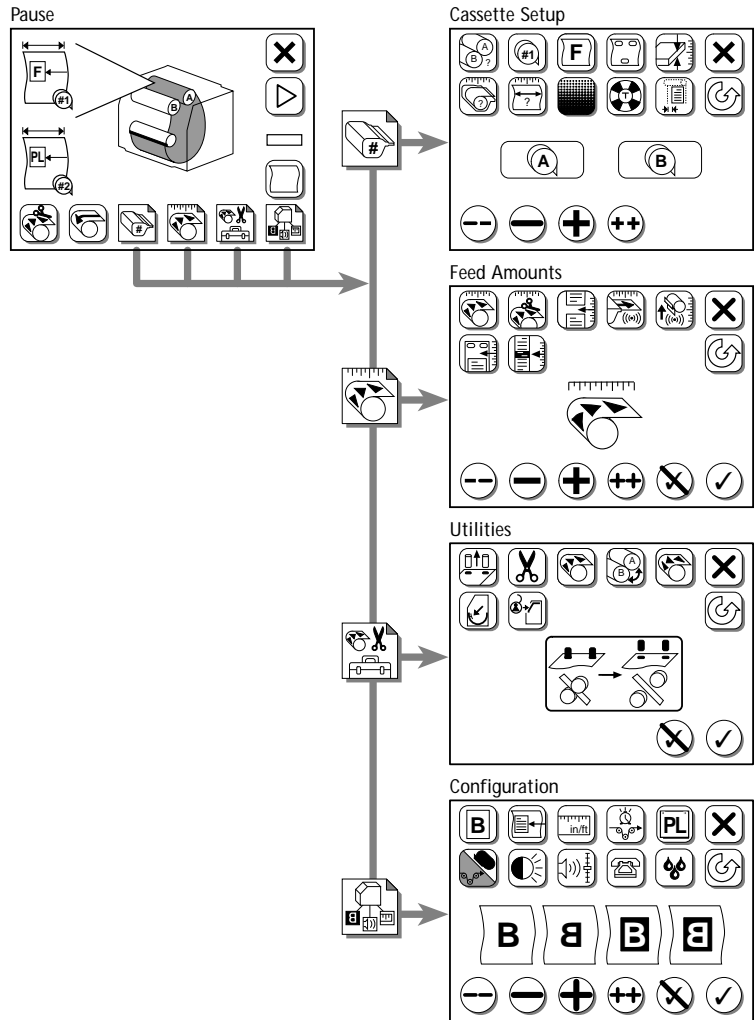 Pause
F
#1
A
B
PL
#2
#
Cassette Setup
A
B
?
#1
F
?
?
T
A
B
#
Feed Amounts
Utilities
A
B
Configuration
B
in/ft
PL
B
B
B
B
B
B